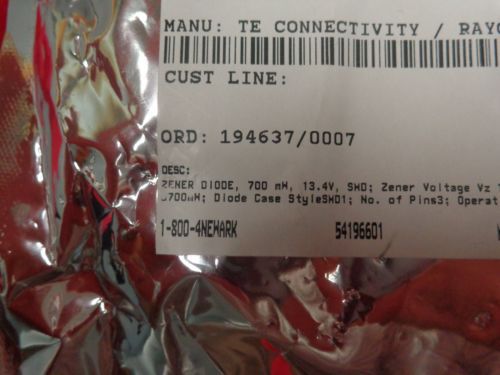 MANU: TE CONNECTIVITY / RAYC
CUST LINE:
ORD: 194637/0007
DESC:
ZENER DIODE, 700 mW, 13.4V, SMD; Zener Voltage Vz
700mW; Diode Case StyleSMD1; No. of Pins3; Operat
1-800-4NEWARK 54196601